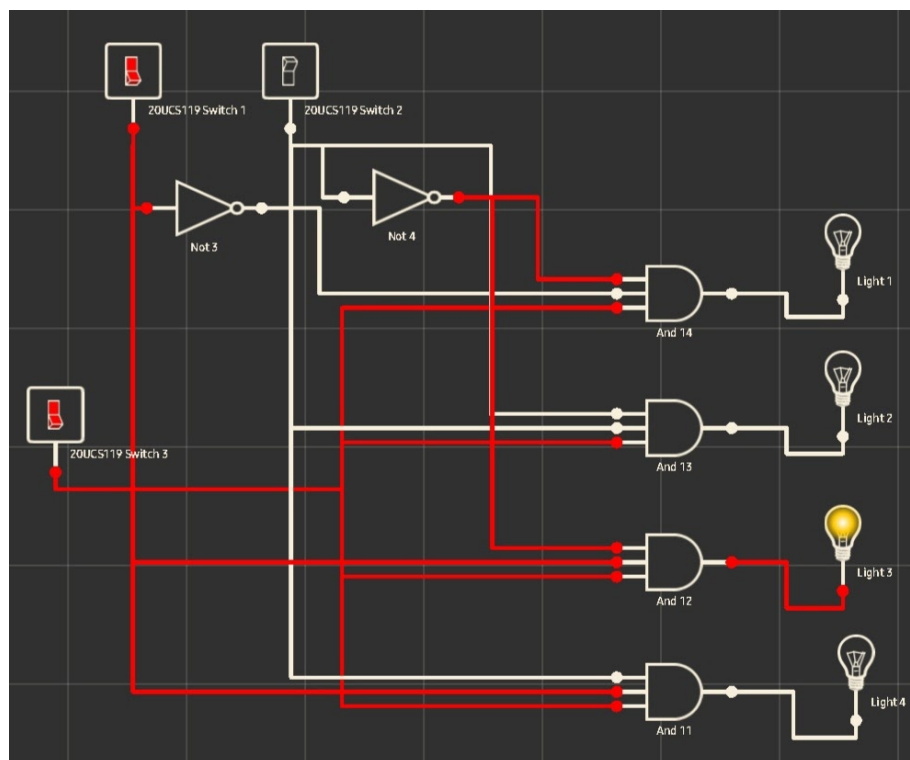 20UCS119 Switch 1
20UCS119 Switch 2
Not 3
Not 4
Light 1
And 14
Light 2
20UCS119 Switch 3
And 13
Light 3
And 12
Light 4
And 11